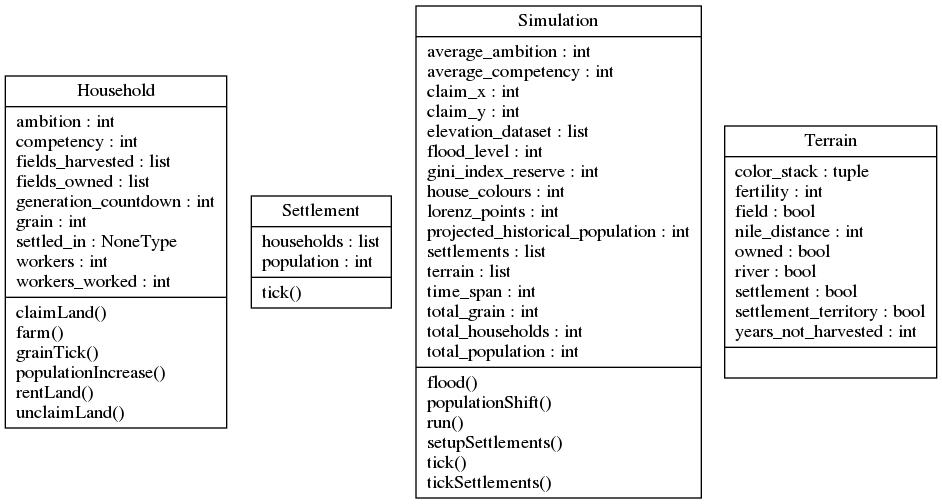 Household
ambition : int
competency : int
fields_harvested : list
fields_owned : list
generation_countdown : int
grain : int
settled_in : NoneType
workers : int
workers_worked : int
claimLand()
farm()
grainTick()
populationIncrease()
rentLand()
unclaimLand()
Settlement
households : list
population : int
tick()
Simulation
average_ambition : int
average_competency : int
claim_x : int
claim_y : int
elevation_dataset : list
flood_level : int
gini_index_reserve : int
house_colours : int
lorenz_points : int
projected_historical_population : int
settlements : list
terrain : list
time_span : int
total_grain : int
total_households : int
total_population : int
flood()
populationShift()
run()
setupSettlements()
tick()
tickSettlements()
Terrain
color_stack : tuple
fertility : int
field : bool
nile_distance : int
owned : bool
river : bool
settlement : bool
settlement_territory : bool
years_not_harvested : int